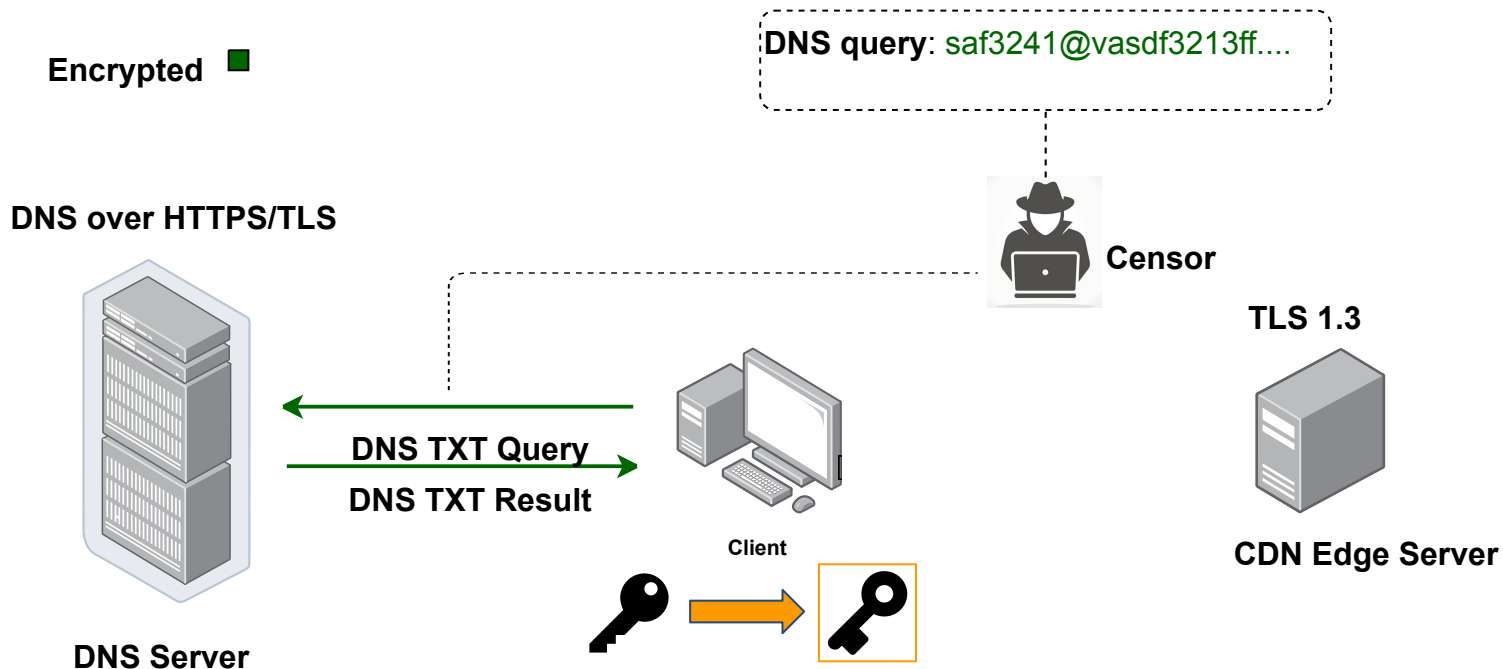 DNS query: saf3241@vasdf3213ff....
Encrypted
DNS over HTTPS/TLS
Censor
TLS 1.3
DNS TXT Query
DNS TXT Result
Client
CDN Edge Server
DNS Server